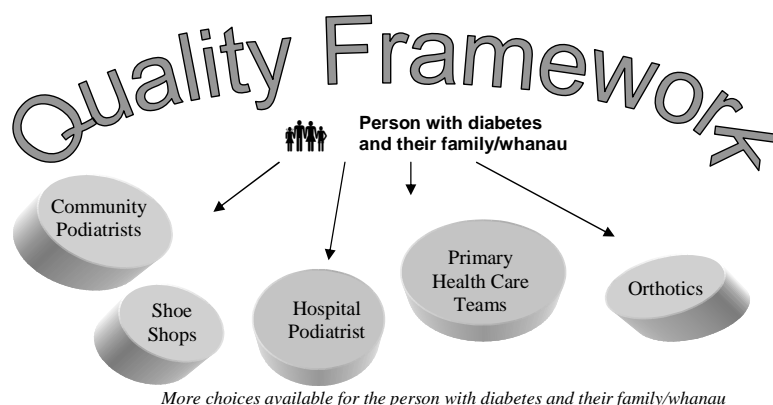 Quality Framework
Person with diabetes
and their family/whanau
Community
Podiatrists
Shoe
Shops
Hospital
Podiatrist
Primary
Health Care
Teams
Orthotics
More choices available for the person with diabetes and their family/whanau